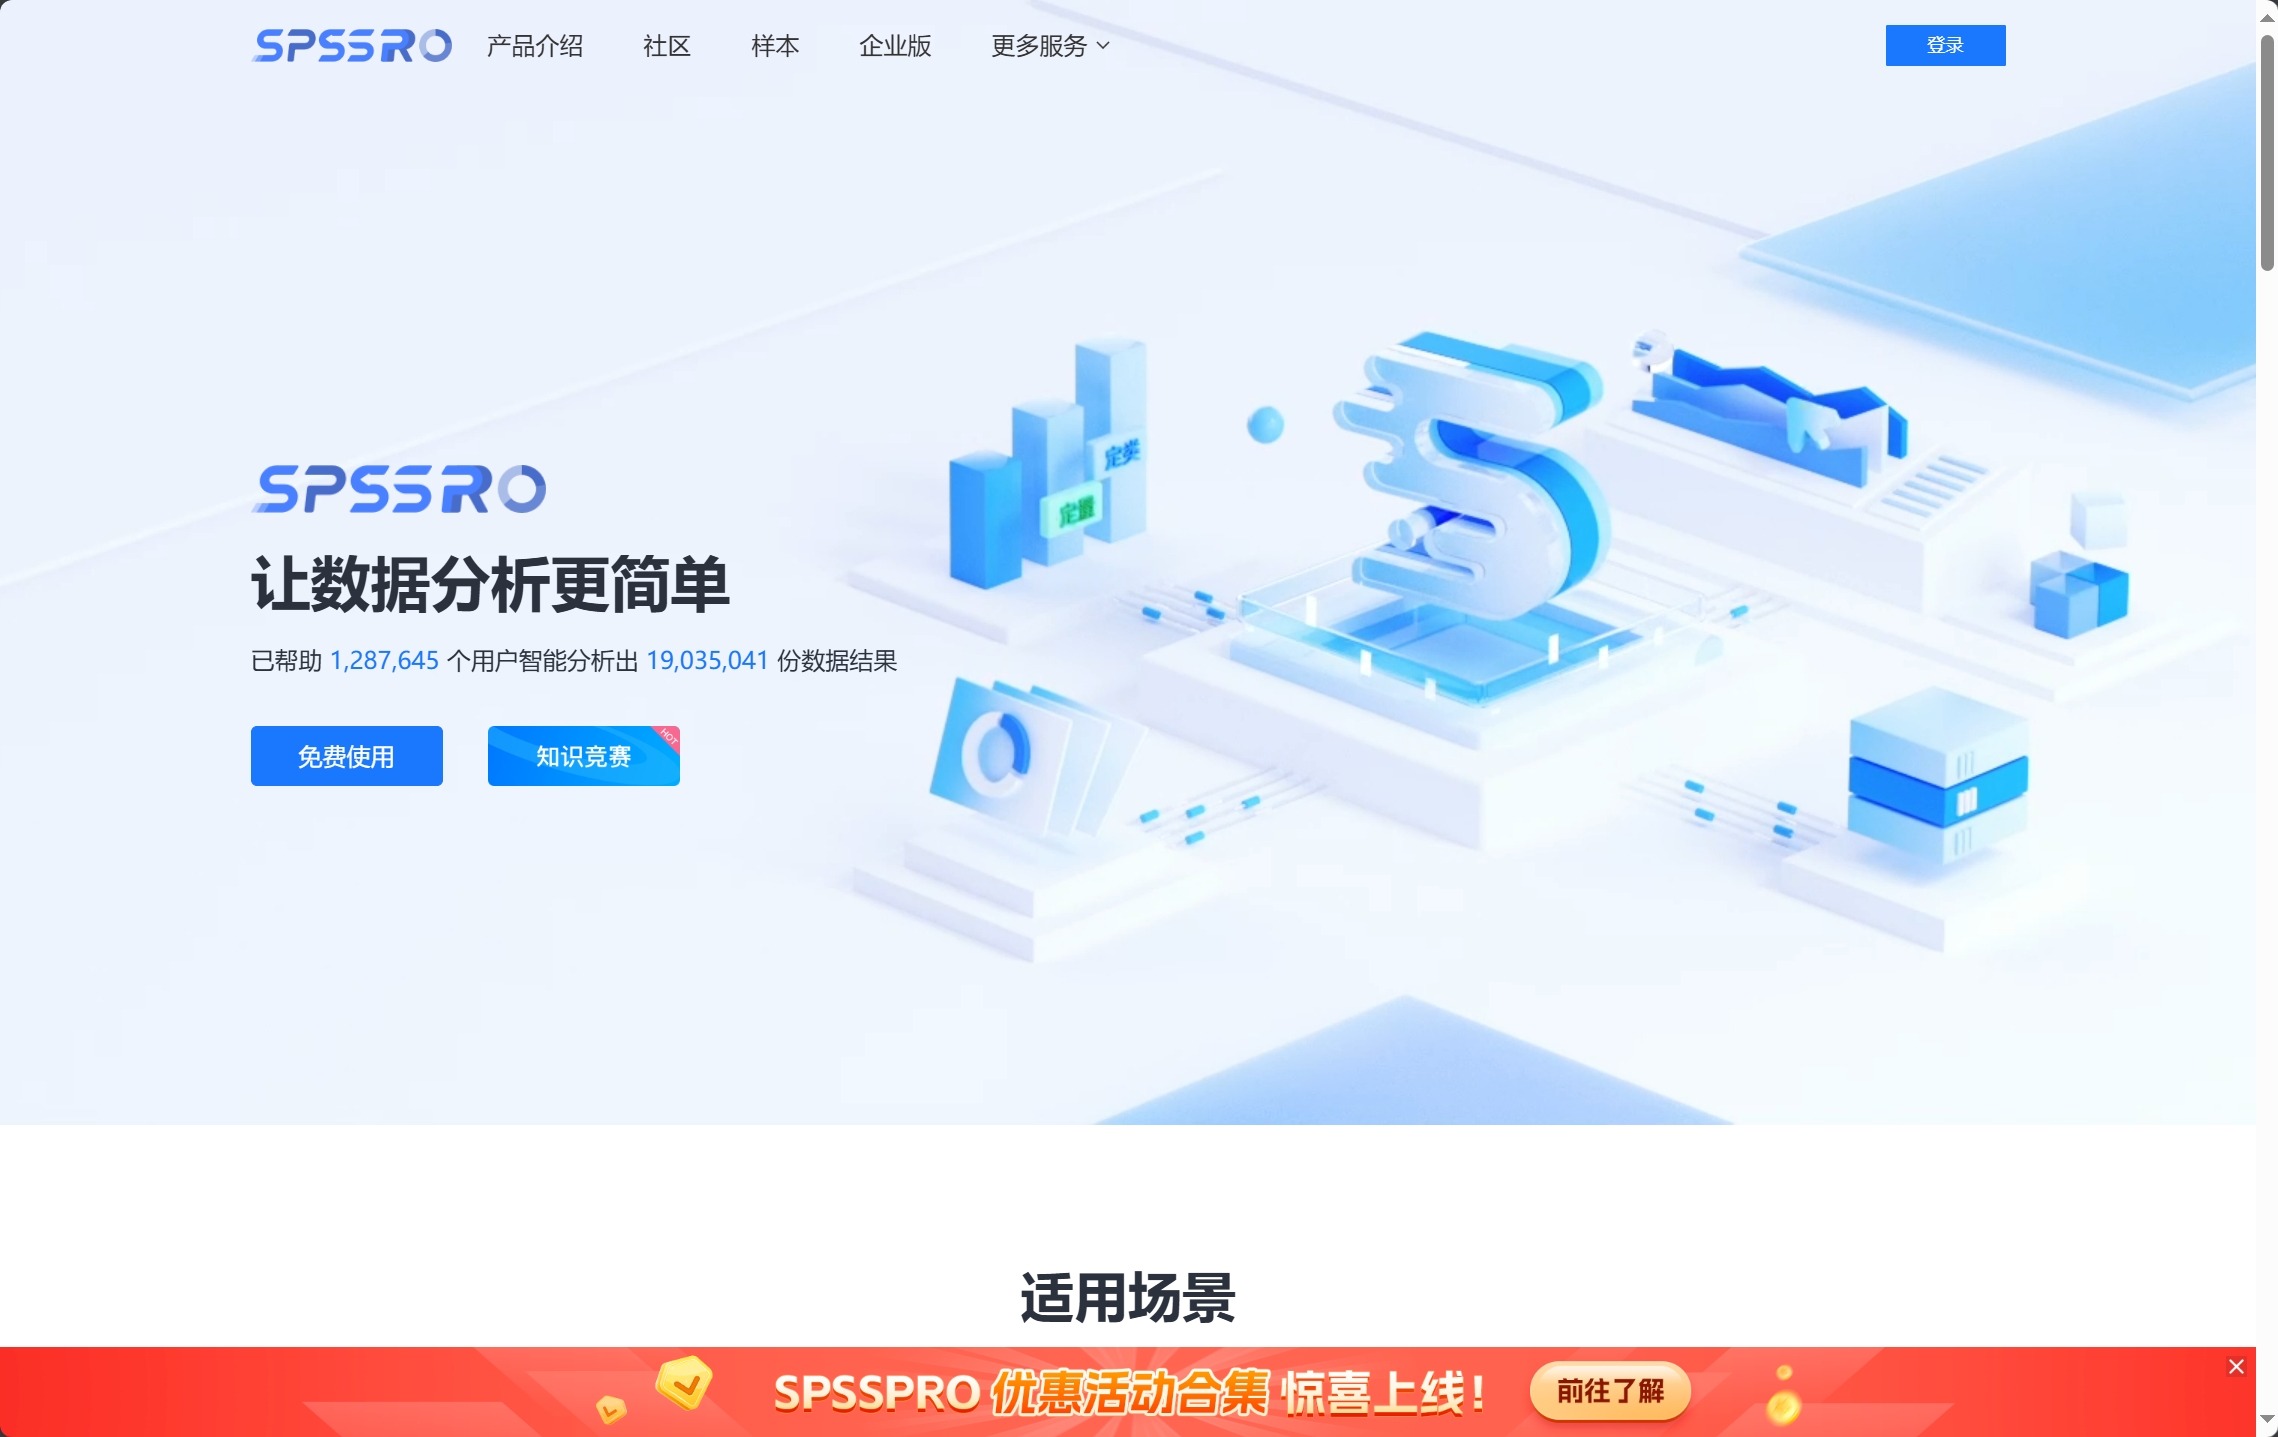 SPSSPRO
产品介绍
社区
样本
企业版
更多服务
登录
定类
定量
SPSSPRO
让数据分析更简单
已帮助 1,287,645 个用户智能分析出 19,035,041 份数据结果
免费使用
知识竞赛
HOT
适用场景
SPSSPRO 优惠活动合集 惊喜上线！
前往了解